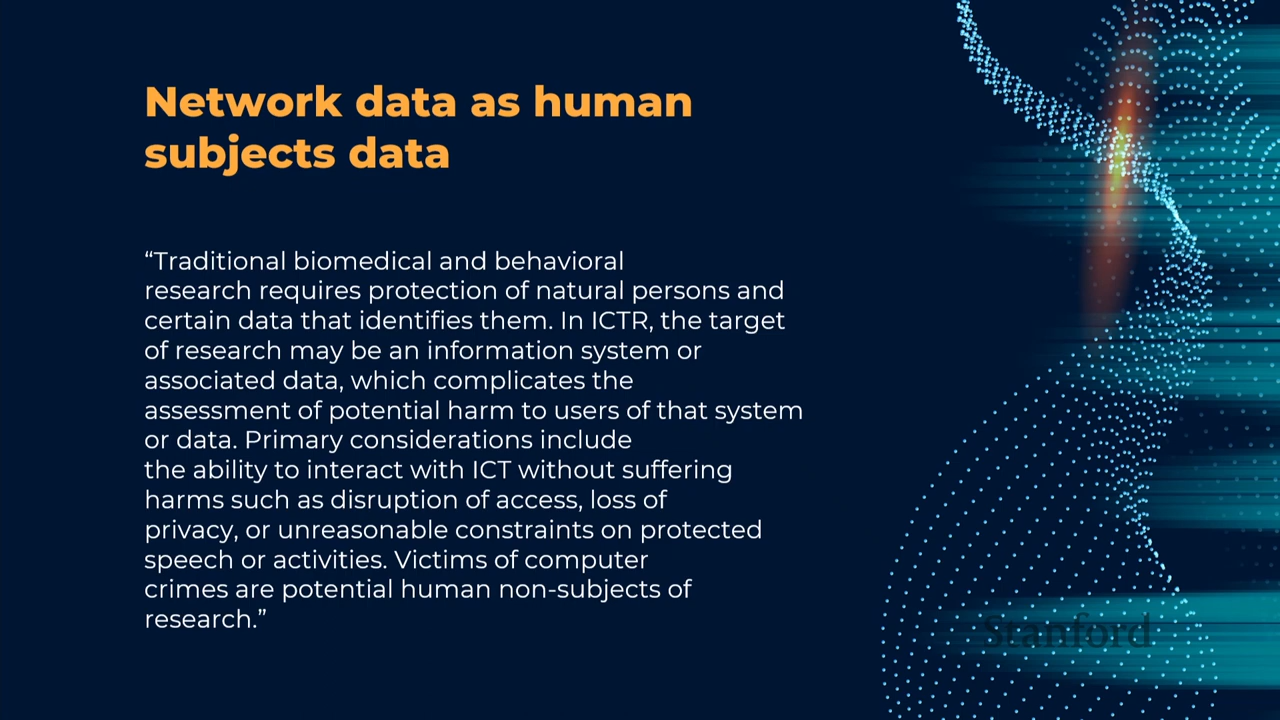 Network data as human
subjects data
“Traditional biomedical and behavioral
research requires protection of natural persons and
certain data that identifies them. In ICTR, the target
of research may be an information system or
associated data, which complicates the
assessment of potential harm to users of that system
or data. Primary considerations include
the ability to interact with ICT without suffering
harms such as disruption of access, loss of
privacy, or unreasonable constraints on protected
speech or activities. Victims of computer
crimes are potential human non-subjects of
research.”
Stanford